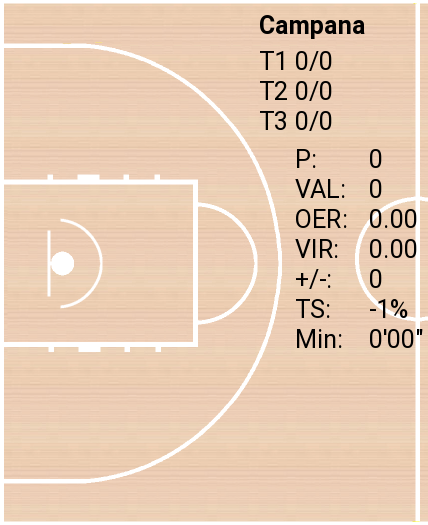 Campana
T1 0/0
T2 0/0
T3 0/0
P: 0
VAL: 0
OER: 0.00
VIR: 0.00
+/-: 0
TS: -1%
Min: 0'00"